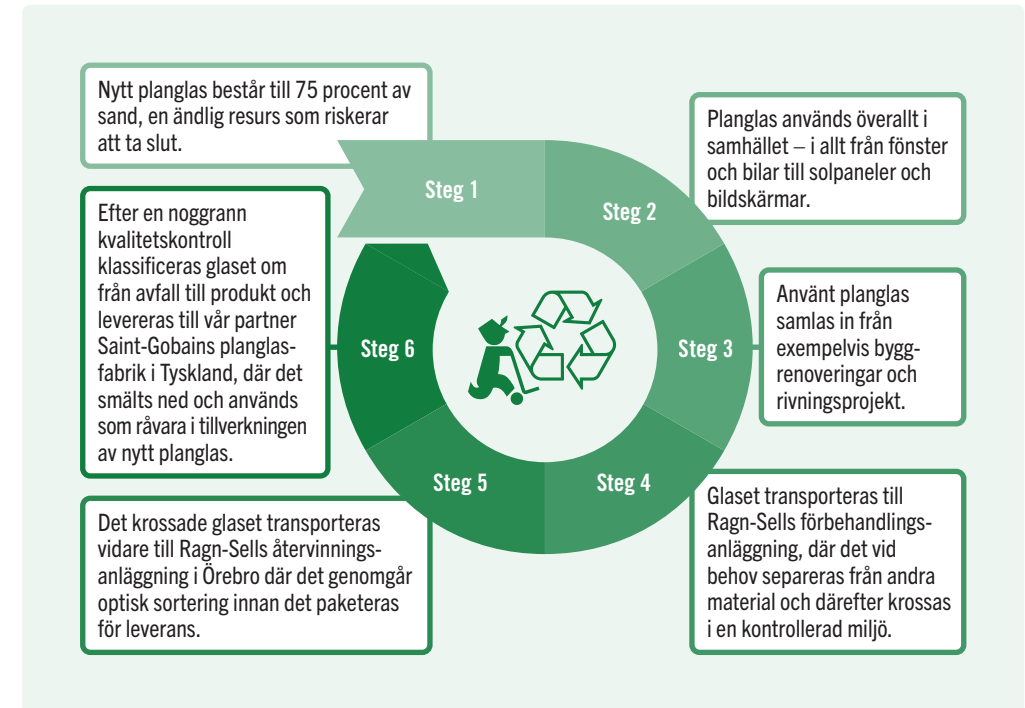 Steg 1
Nytt planglas består till 75 procent av
sand, en ändlig resurs som riskerar
att ta slut.
Steg 2
Planglas används överallt i
samhället – i allt från fönster
och bilar till solpaneler och
bildskärmar.
Steg 3
Använt planglas
samlas in från
exempelvis bygg-
renoveringar och
rivningsprojekt.
Steg 4
Glaset transporteras till
Ragn-Sells förbehandlings-
anläggning, där det vid
behov separeras från andra
material och därefter krossas
i en kontrollerad miljö.
Steg 5
Det krossade glaset transporteras
vidare till Ragn-Sells återvinnings-
anläggning i Örebro där det genomgår
optisk sortering innan det paketeras
för leverans.
Steg 6
Efter en noggrann
kvalitetskontroll
klassificeras glaset om
från avfall till produkt och
levereras till vår partner
Saint-Gobains planglas-
fabrik i Tyskland, där det
smälts ned och används
som råvara i tillverkningen
av nytt planglas.